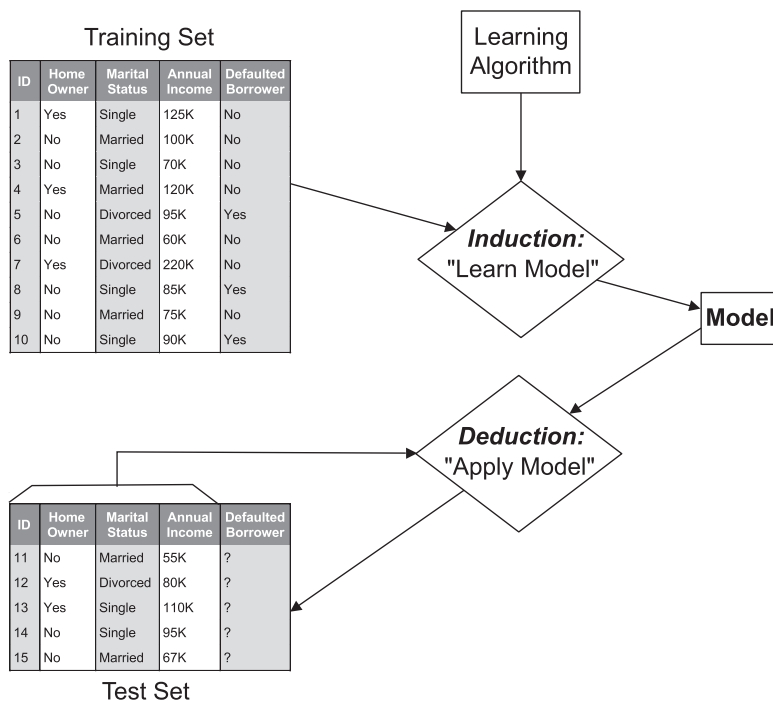 Training Set
ID Home Owner Marital Status Annual Income Defaulted Borrower
1 Yes Single 125K No
2 No Married 100K No
3 No Single 70K No
4 Yes Married 120K No
5 No Divorced 95K Yes
6 No Married 60K No
7 Yes Divorced 220K No
8 No Single 85K Yes
9 No Married 75K No
10 No Single 90K Yes
Learning
Algorithm
Induction:
"Learn Model"
Model
Deduction:
"Apply Model"
ID Home Owner Marital Status Annual Income Defaulted Borrower
11 No Married 55K ?
12 Yes Divorced 80K ?
13 Yes Single 110K ?
14 No Single 95K ?
15 No Married 67K ?
Test Set